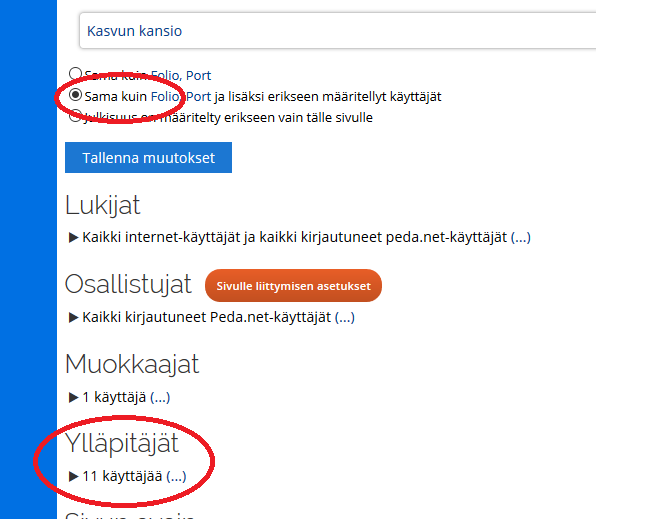 Kasvun kansio
Sama kuin Folio, Port
Sama kuin Folio, Port ja lisäksi erikseen määritellyt käyttäjät
Julkisuus on määritelty erikseen vain tälle sivulle
Tallenna muutokset
Lukijat
▶ Kaikki internet-käyttäjät ja kaikki kirjautuneet peda.net-käyttäjät (...)
Osallistujat Sivulle liittymisen asetukset
▶ Kaikki kirjautuneet Peda.net-käyttäjät (...)
Muokkaajat
▶ 1 käyttäjä (...)
Ylläpitäjät
▶ 11 käyttäjää (...)